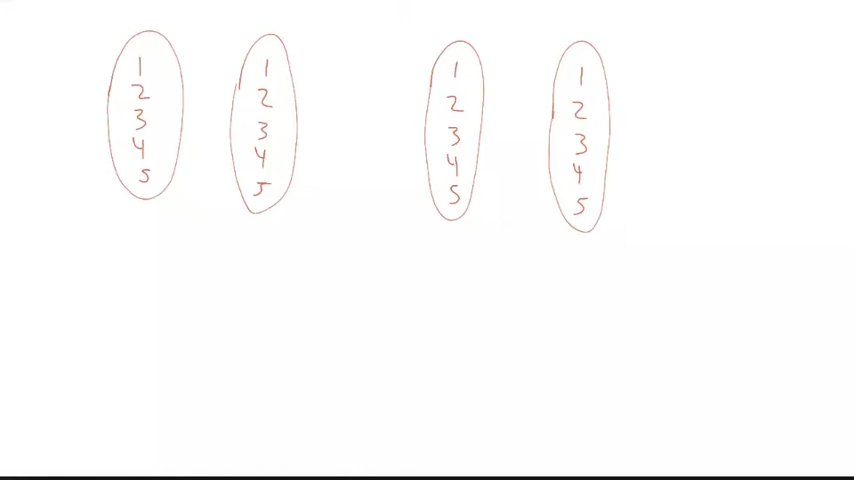 1 1 1 1
2 2 2 2
3 3 3 3
4 4 4 4
5 5 5 5